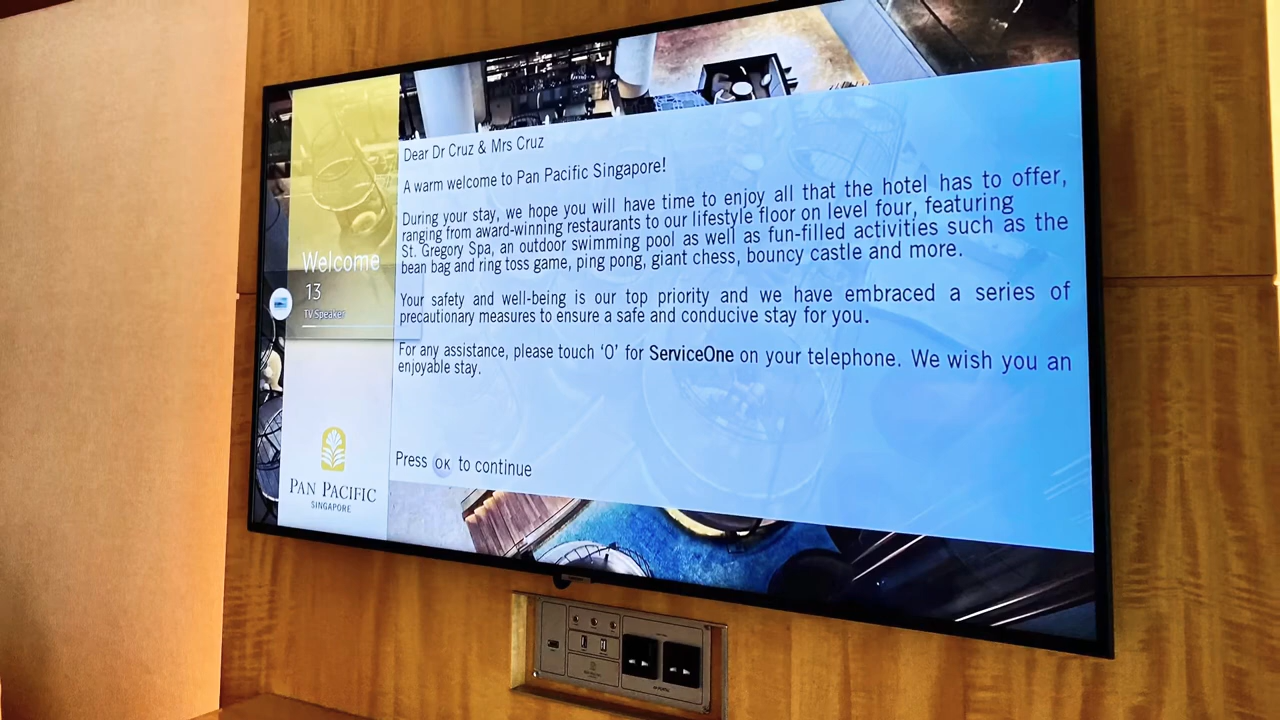 Dear Dr Cruz & Mrs Cruz
A warm welcome to Pan Pacific Singapore!
During your stay, we hope you will have time to enjoy all that the hotel has to offer,
ranging from award-winning restaurants to our lifestyle floor on level four, featuring
St. Gregory Spa, an outdoor swimming pool as well as fun-filled activities such as the
bean bag and ring toss game, ping pong, giant chess, bouncy castle and more.
Your safety and well-being is our top priority and we have embraced a series of
precautionary measures to ensure a safe and conducive stay for you.
For any assistance, please touch ‘O’ for ServiceOne on your telephone. We wish you an
enjoyable stay.
Press OK to continue
Welcome
13
TV Speaker
PAN PACIFIC
SINGAPORE